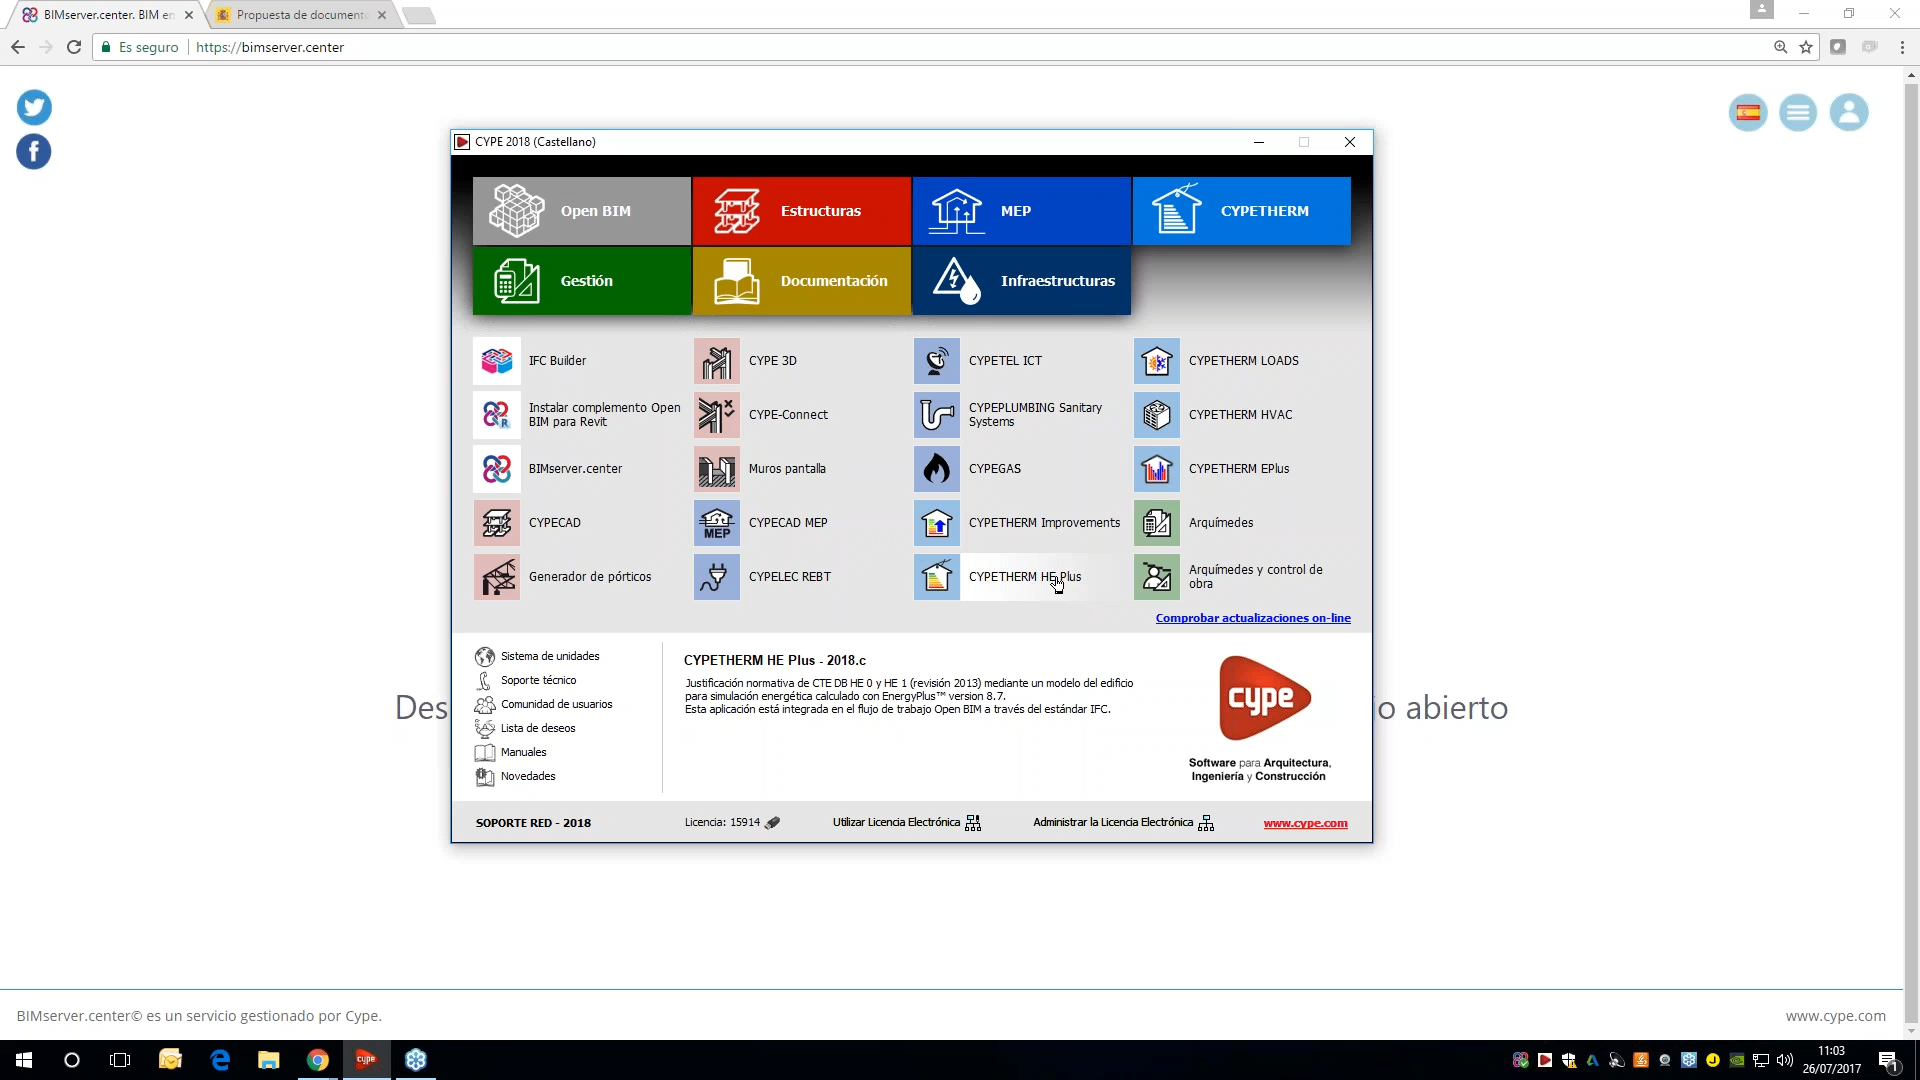 BIMserver.center. BIM en
Propuesta de document
Es seguro
https://bimserver.center
CYPE 2018 (Castellano)
Open BIM
Estructuras
MEP
CYPETHERM
Gestión
Documentación
Infraestructuras
IFC Builder
CYPE 3D
CYPETEL ICT
CYPETHERM LOADS
Instalar complemento Open
BIM para Revit
CYPE-Connect
CYPEPLUMBING Sanitary
Systems
CYPETHERM HVAC
BIMserver.center
Muros pantalla
CYPEGAS
CYPETHERM EPlus
CYPECAD
MEP
CYPECAD MEP
CYPETHERM Improvements
Arquímedes
Generador de pórticos
CYPELEC REBT
CYPETHERM HE Plus
Arquímedes y control de
obra
Comprobar actualizaciones on-line
Sistema de unidades
Soporte técnico
Comunidad de usuarios
Lista de deseos
Manuales
Novedades
CYPETHERM HE Plus - 2018.c
Justificación normativa de CTE DB HE 0 y HE 1 (revisión 2013) mediante un modelo del edificio
para simulación energética calculado con EnergyPlus™ version 8.7.
Esta aplicación está integrada en el flujo de trabajo Open BIM a través del estándar IFC.
cype
Software para Arquitectura,
Ingeniería y Construcción
Des
io abierto
SOPORTE RED - 2018
Licencia: 15914
Utilizar Licencia Electrónica
Administrar la Licencia Electrónica
www.cype.com
BIMserver.center© es un servicio gestionado por Cype.
www.cype.com
cype
11:03
26/07/2017
1